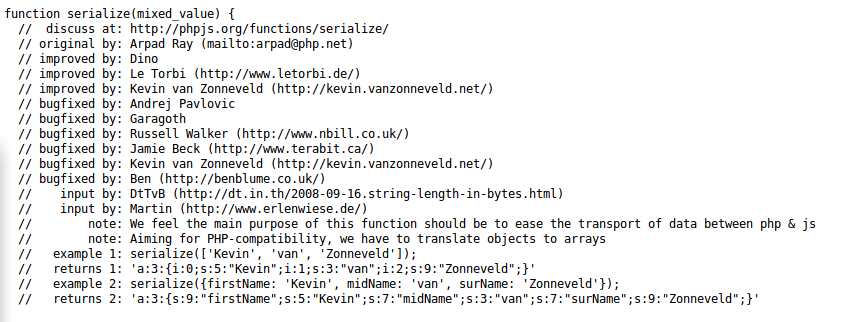 function serialize(mixed_value) {
  //  discuss at: http://phpjs.org/functions/serialize/
  // original by: Arpad Ray (mailto:arpad@php.net)
  // improved by: Dino
  // improved by: Le Torbi (http://www.letorbi.de/)
  // improved by: Kevin van Zonneveld (http://kevin.vanzonneveld.net/)
  // bugfixed by: Andrej Pavlovic
  // bugfixed by: Garagoth
  // bugfixed by: Russell Walker (http://www.nbill.co.uk/)
  // bugfixed by: Jamie Beck (http://www.terabit.ca/)
  // bugfixed by: Kevin van Zonneveld (http://kevin.vanzonneveld.net/)
  // bugfixed by: Ben (http://benblume.co.uk/)
  //    input by: DtTvB (http://dt.in.th/2008-09-16.string-length-in-bytes.html)
  //    input by: Martin (http://www.erlenwiese.de/)
  //        note: We feel the main purpose of this function should be to ease the transport of data between php & js
  //        note: Aiming for PHP-compatibility, we have to translate objects to arrays
  //   example 1: serialize(['Kevin', 'van', 'Zonneveld']);
  //   returns 1: 'a:3:{i:0;s:5:"Kevin";i:1;s:3:"van";i:2;s:9:"Zonneveld";}'
  //   example 2: serialize({firstName: 'Kevin', midName: 'van', surName: 'Zonneveld'});
  //   returns 2: 'a:3:{s:9:"firstName";s:5:"Kevin";s:7:"midName";s:3:"van";s:7:"surName";s:9:"Zonneveld";}'